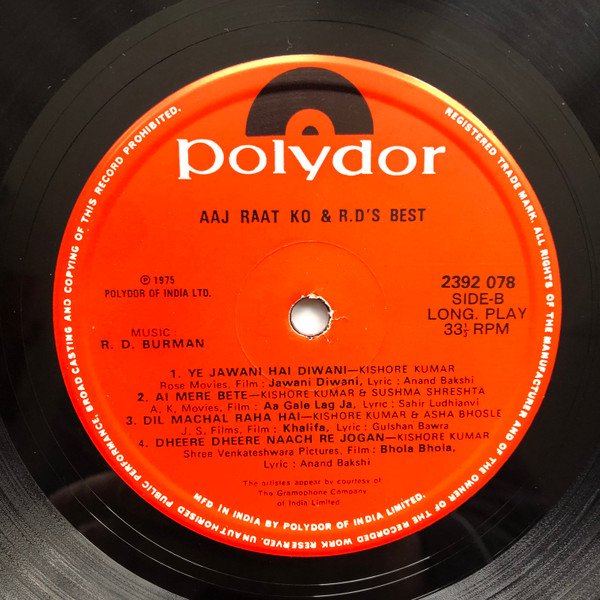 polydor
AAJ RAAT KO & R.D'S BEST
℗ 1975
POLYDOR OF INDIA LTD.
2392 078
SIDE-B
LONG. PLAY
33⅓ RPM
MUSIC :
R. D. BURMAN
1. YE JAWANI HAI DIWANI—KISHORE KUMAR
Rose Movies, Film : Jawani Diwani, Lyric : Anand Bakshi
2. AI MERE BETE—KISHORE KUMAR & SUSHMA SHRESHTA
A. K. Movies, Film : Aa Gale Lag Ja, Lyric : Sahir Ludhianvi
3. DIL MACHAL RAHA HAI—KISHORE KUMAR & ASHA BHOSLE
J. S. Films, Film : Khalifa, Lyric : Gulshan Bawra
4. DHEERE DHEERE NAACH RE JOGAN—KISHORE KUMAR
Shree Venkateshwara Pictures, Film : Bhola Bhola,
Lyric : Anand Bakshi
The artistes appear by courtesy of
The Gramophone Company
of India Limited
MFD IN INDIA BY POLYDOR OF INDIA LIMITED.
REGISTERED TRADE MARK. ALL RIGHTS OF THE MANUFACTURER AND OF THE OWNER OF THE RECORDED WORK RESERVED. UNAUTHORISED PUBLIC PERFORMANCE, BROADCASTING AND COPYING OF THIS RECORD PROHIBITED.